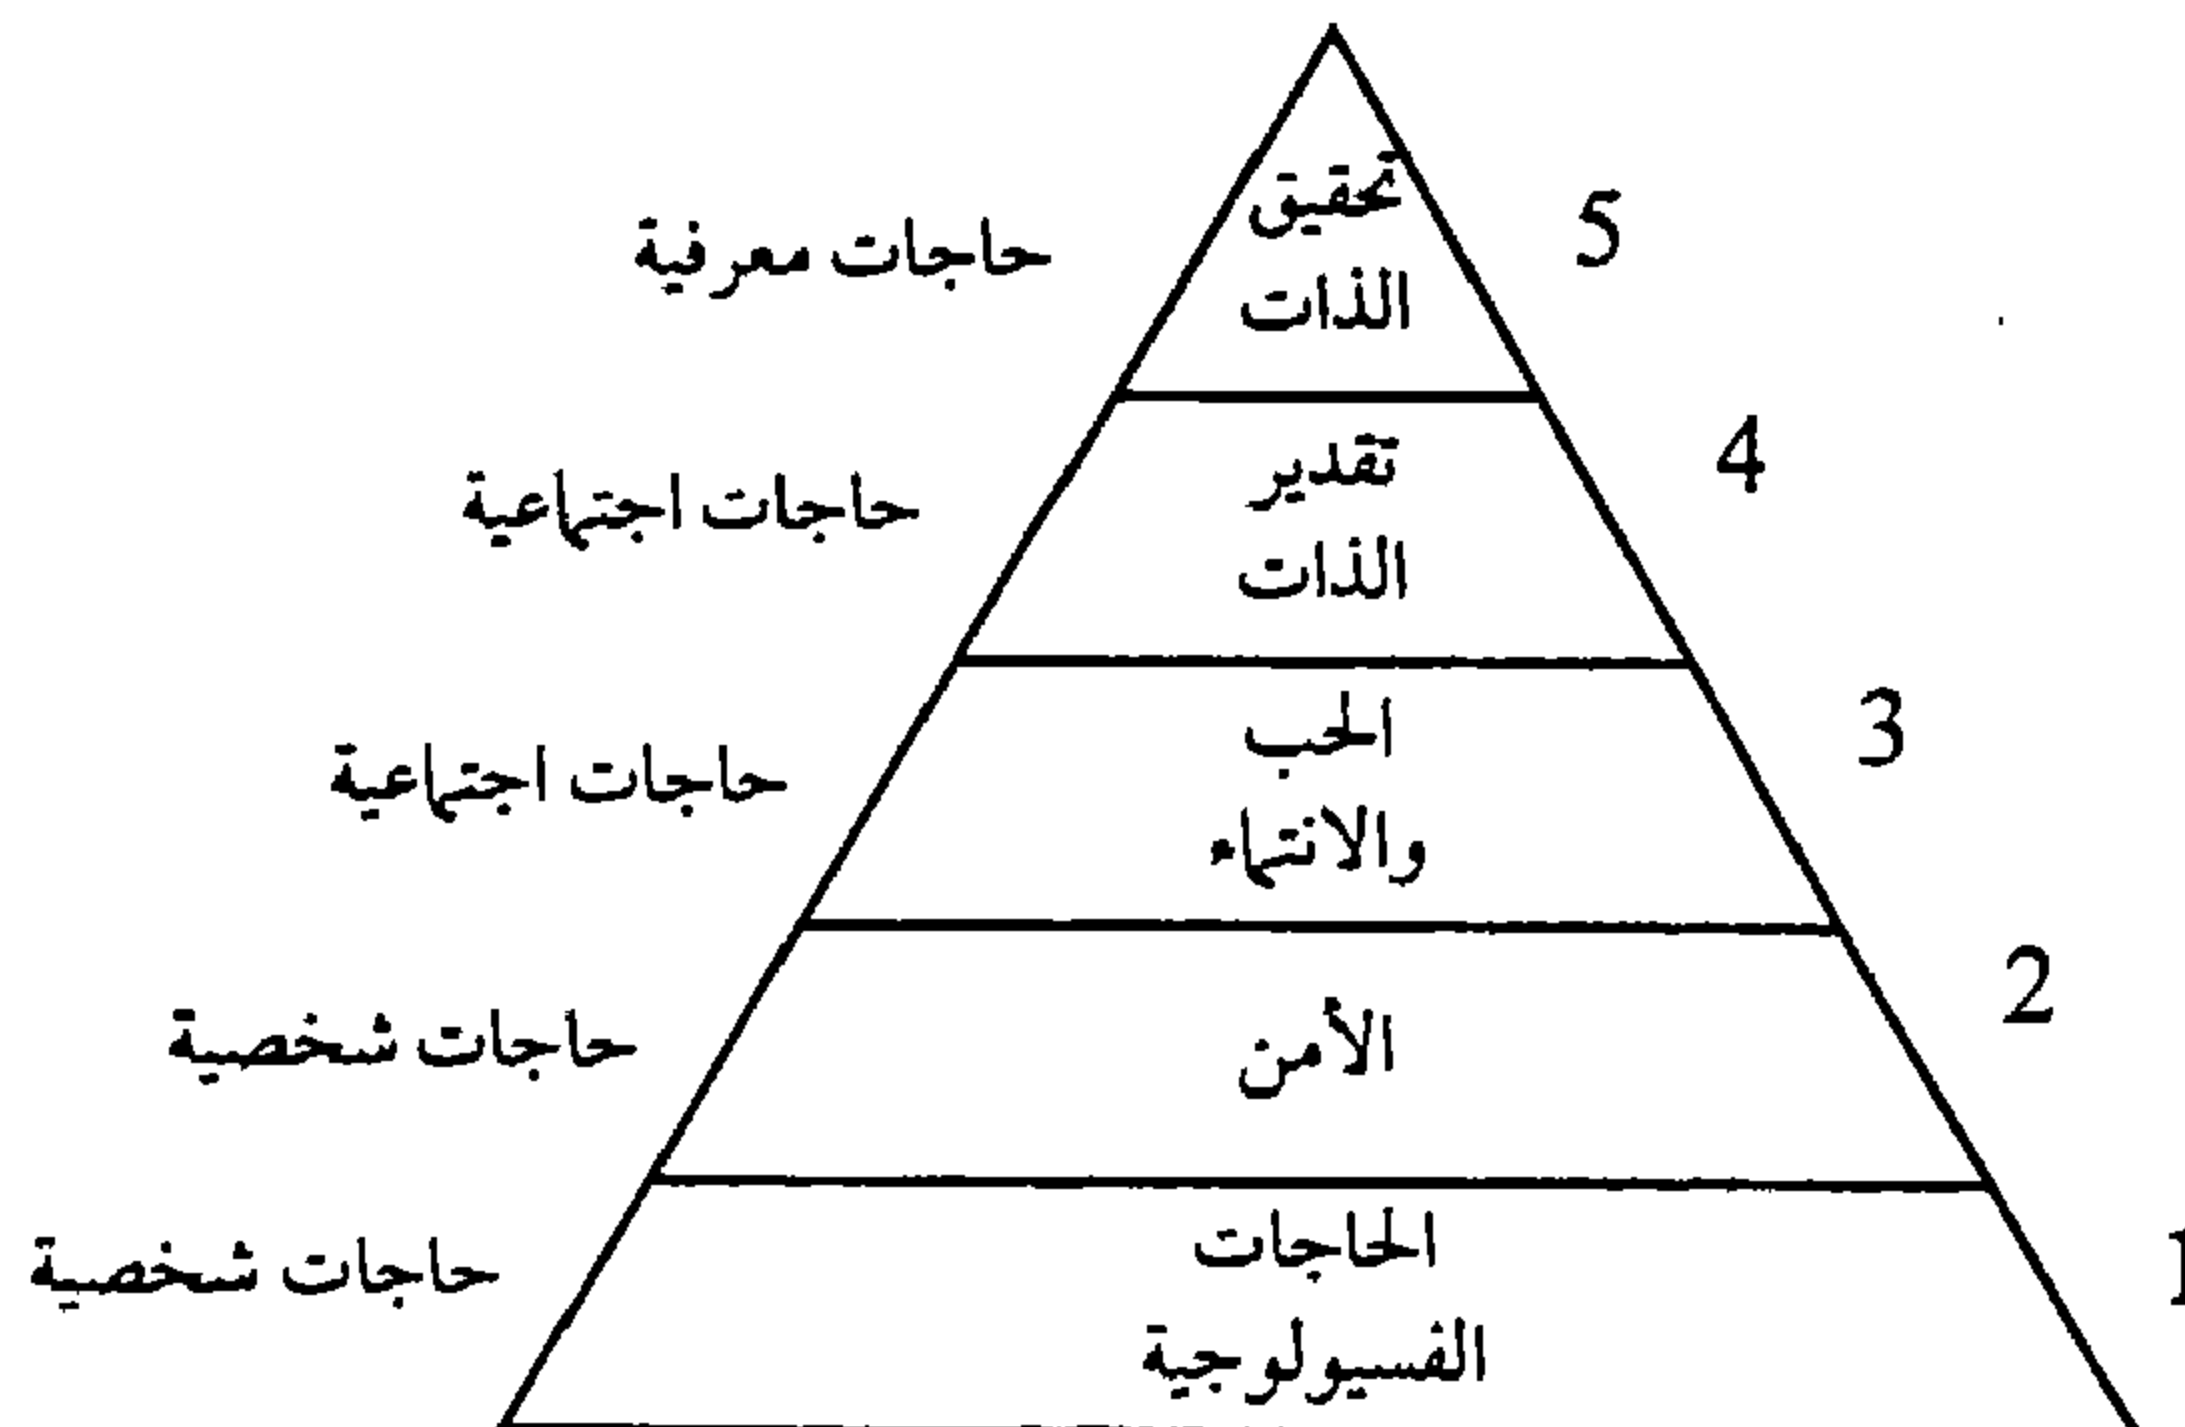 تحقيق
الذات
5
حاجات معرفية
تقدير
الذات
4
حاجات اجتماعية
الحب
والانتماء
3
حاجات اجتماعية
الأمن
2
حاجات شخصية
الحاجات
الفسيولوجية
1
حاجات شخصية